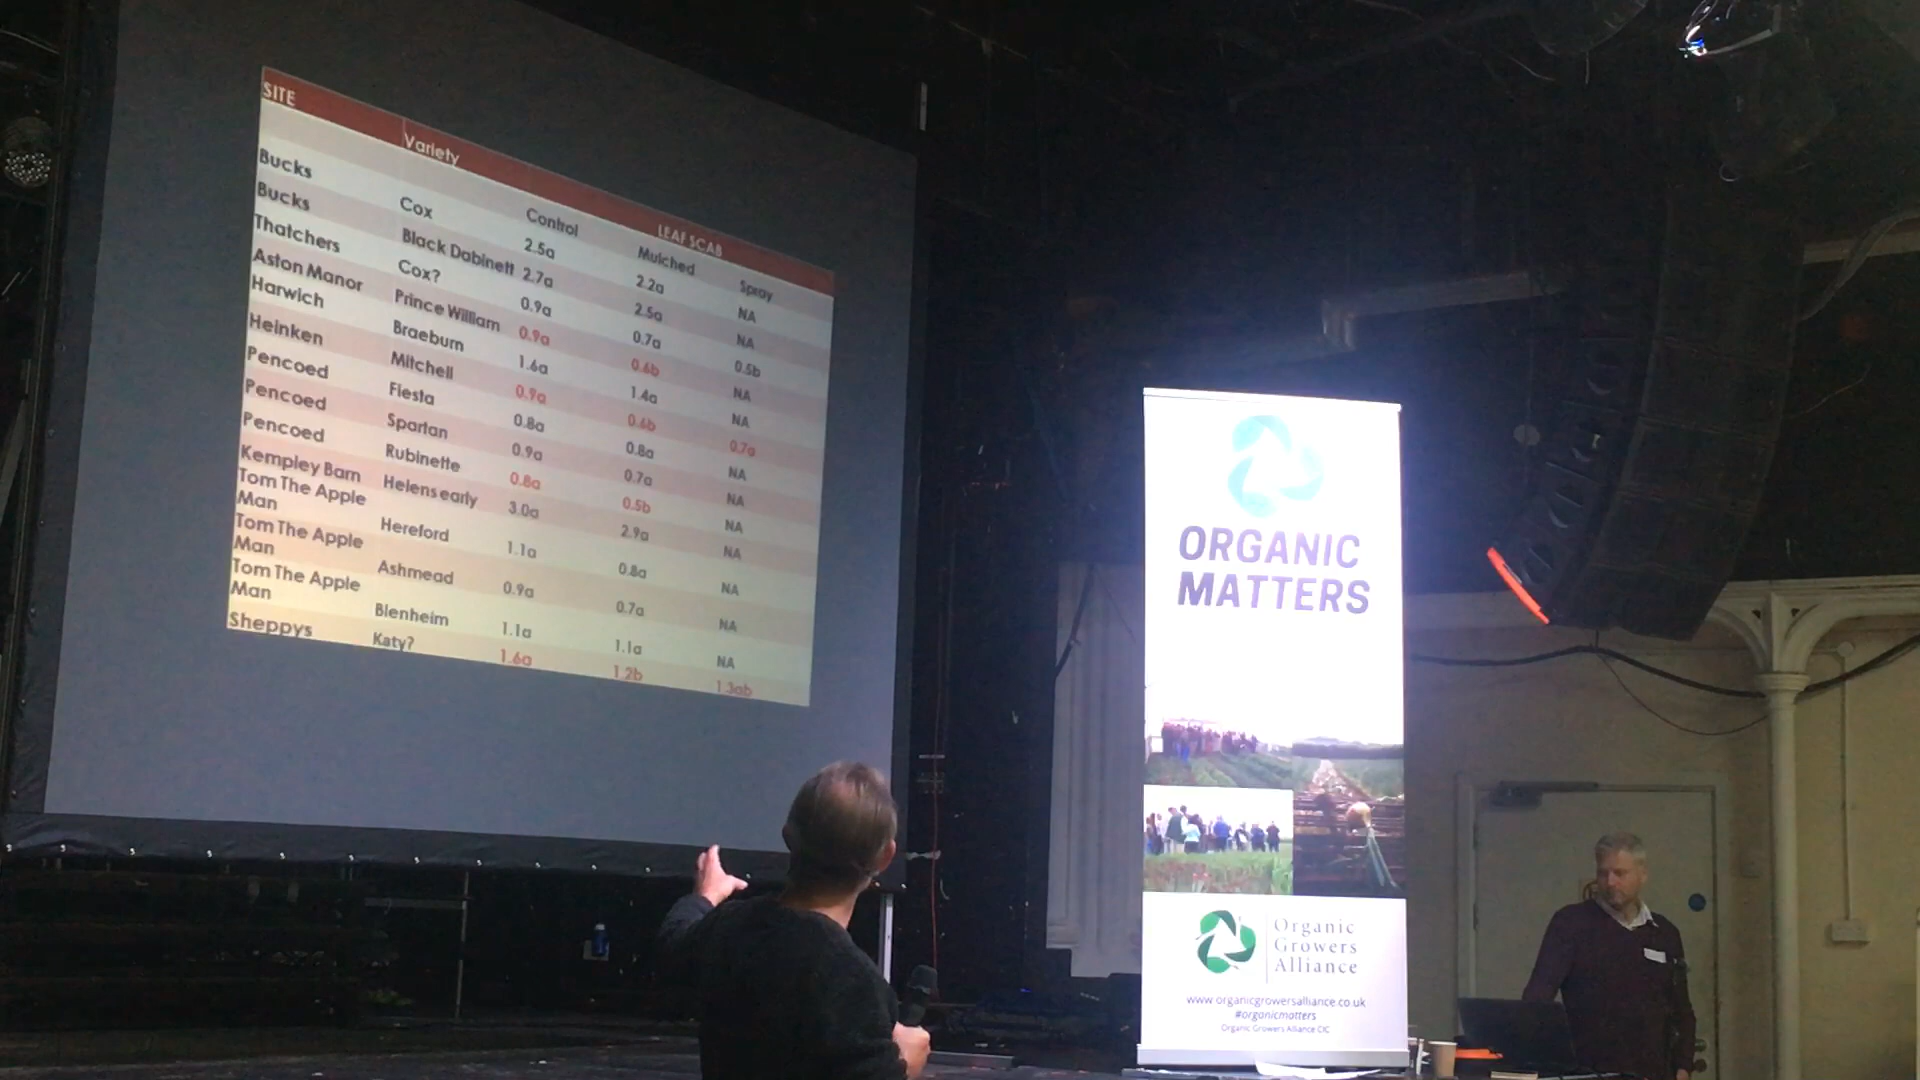 SITE Variety LEAF SCAB
Control Mulched Spray
Bucks Cox 2.5a 2.2a NA
Bucks Black Dabinett 2.7a 2.5a NA
Thatchers Cox? 0.9a 0.7a 0.5b
Aston Manor Prince William 0.9a 0.6b NA
Harwich Braeburn 1.6a 1.4a NA
Heinken Mitchell 0.9a 0.6b 0.7a
Pencoed Fiesta 0.8a 0.8a NA
Pencoed Spartan 0.9a 0.7a NA
Pencoed Rubinette 0.8a 0.5b NA
Kempley Barn Helens early 3.0a 2.9a NA
Tom The Apple
Man Hereford 1.1a 0.8a NA
Tom The Apple
Man Ashmead 0.9a 0.7a NA
Tom The Apple
Man Blenheim 1.1a 1.1a NA
Sheppys Katy? 1.6a 1.2b 1.3ab
ORGANIC
MATTERS
Organic
Growers
Alliance
www.organicgrowersalliance.co.uk
#organicmatters
Organic Growers Alliance CIC